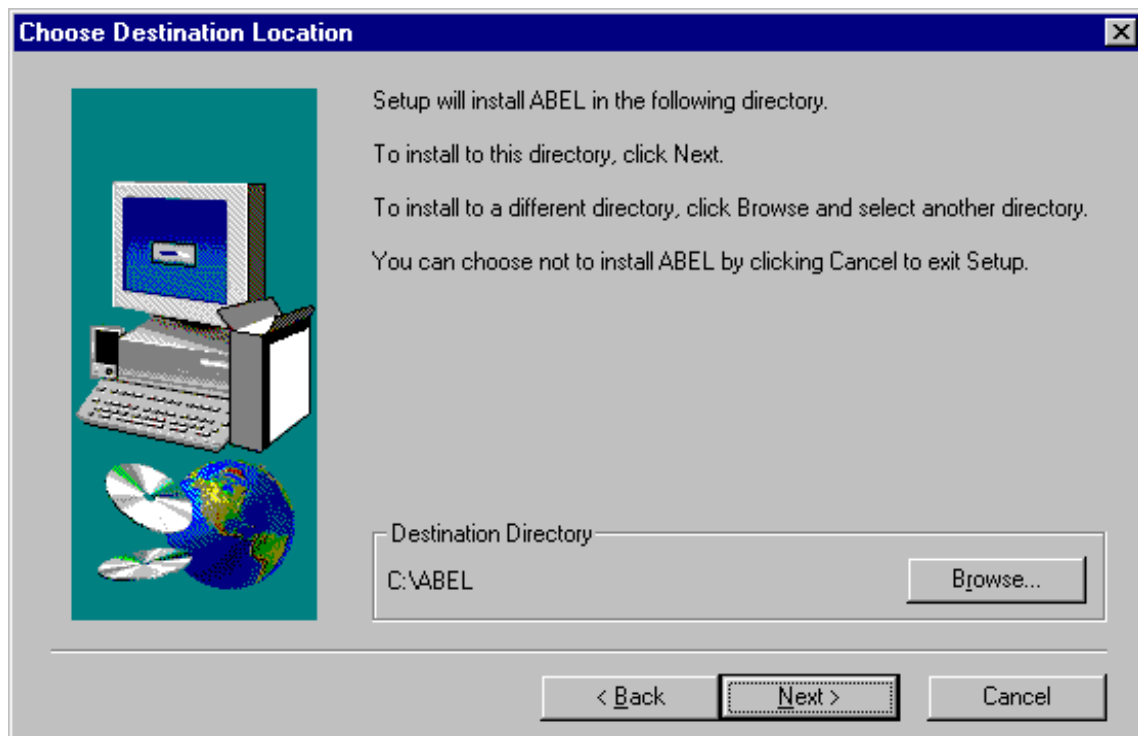 Choose Destination Location
Setup will install ABEL in the following directory.
To install to this directory, click Next.
To install to a different directory, click Browse and select another directory.
You can choose not to install ABEL by clicking Cancel to exit Setup.
Destination Directory
C:\ABEL
Browse...
< Back
Next >
Cancel